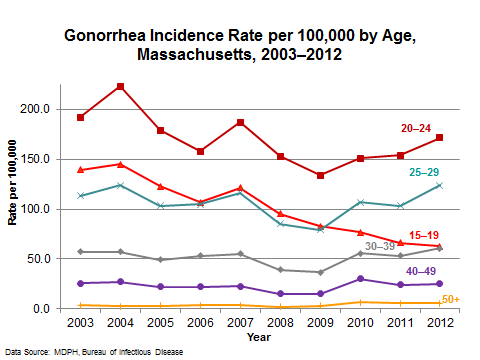 Gonorrhea Incidence Rate per 100,000 by Age,
Massachusetts, 2003–2012
200.0
150.0
100.0
50.0
0.0
Rate per 100,000
20–24
25–29
15–19
30–39
40–49
50+
2003 2004 2005 2006 2007 2008 2009 2010 2011 2012
Year
Data Source: MDPH, Bureau of Infectious Disease